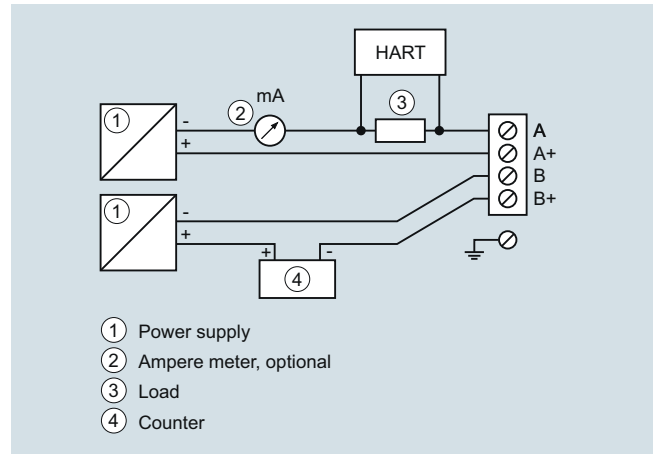 HART
mA
2
3
1
-
+
A
A+
B
B+
1
-
+
+
-
4
1 Power supply
2 Ampere meter, optional
3 Load
4 Counter